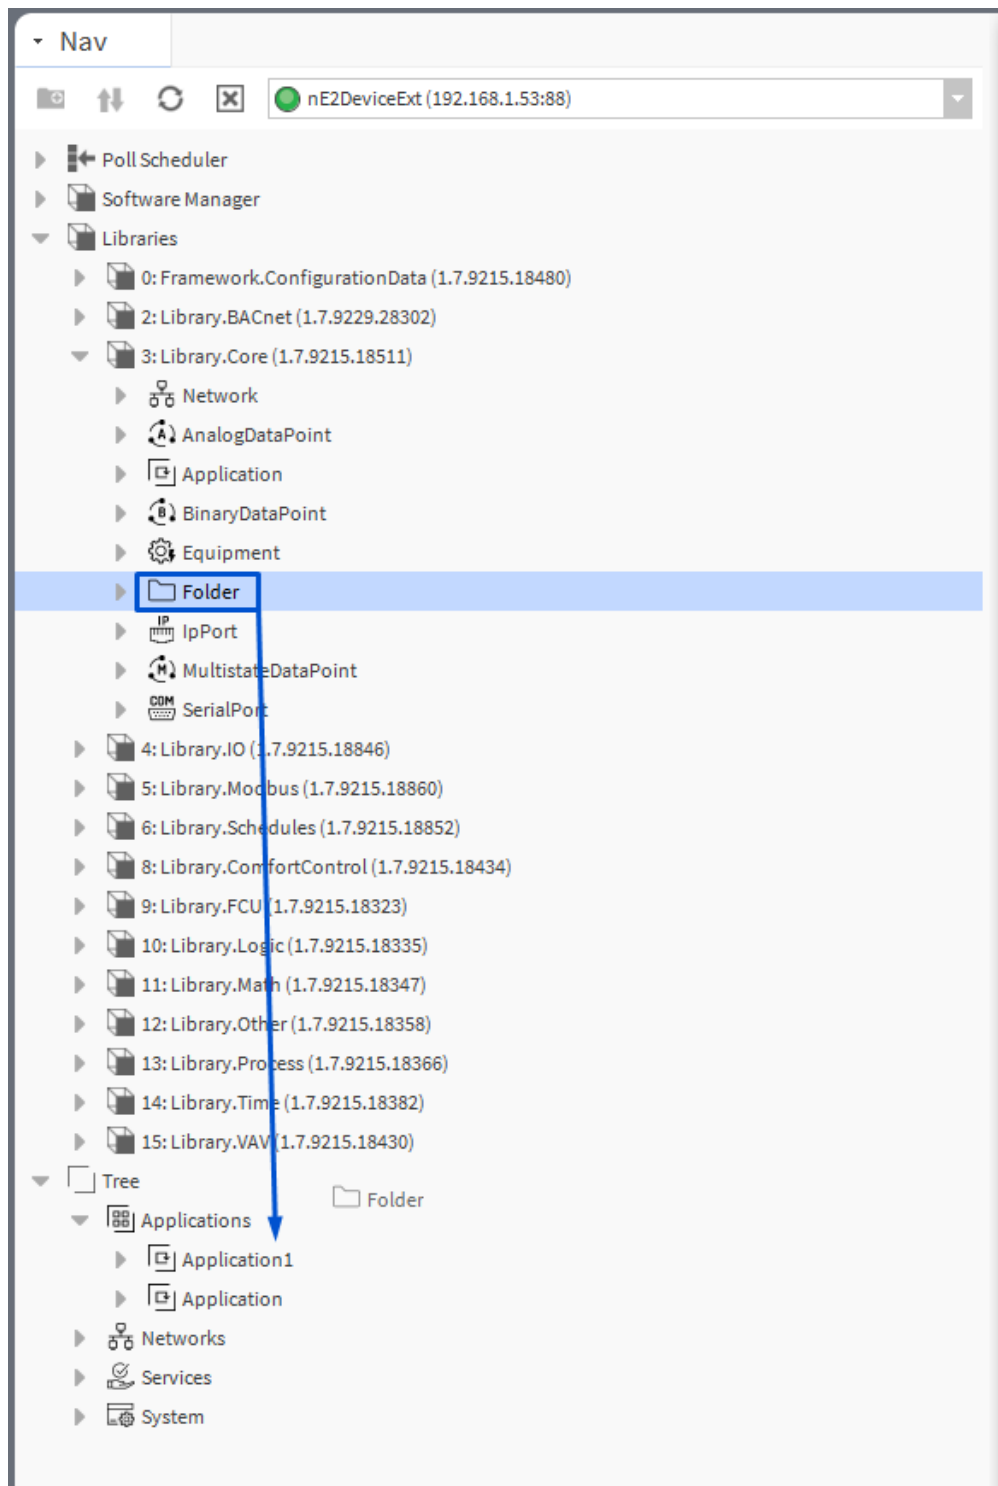 Nav
nE2DeviceExt (192.168.1.53:88)
Poll Scheduler
Software Manager
Libraries
0: Framework.ConfigurationData (1.7.9215.18480)
2: Library.BACnet (1.7.9229.28302)
3: Library.Core (1.7.9215.18511)
Network
AnalogDataPoint
Application
BinaryDataPoint
Equipment
Folder
IP IpPort
MultistateDataPoint
COM SerialPort
4: Library.IO (1.7.9215.18846)
5: Library.Modbus (1.7.9215.18860)
6: Library.Schedules (1.7.9215.18852)
8: Library.ComfortControl (1.7.9215.18434)
9: Library.FCU (1.7.9215.18323)
10: Library.Logic (1.7.9215.18335)
11: Library.Math (1.7.9215.18347)
12: Library.Other (1.7.9215.18358)
13: Library.Process (1.7.9215.18366)
14: Library.Time (1.7.9215.18382)
15: Library.VAV (1.7.9215.18430)
Tree
Folder
Applications
Application1
Application
Networks
Services
System